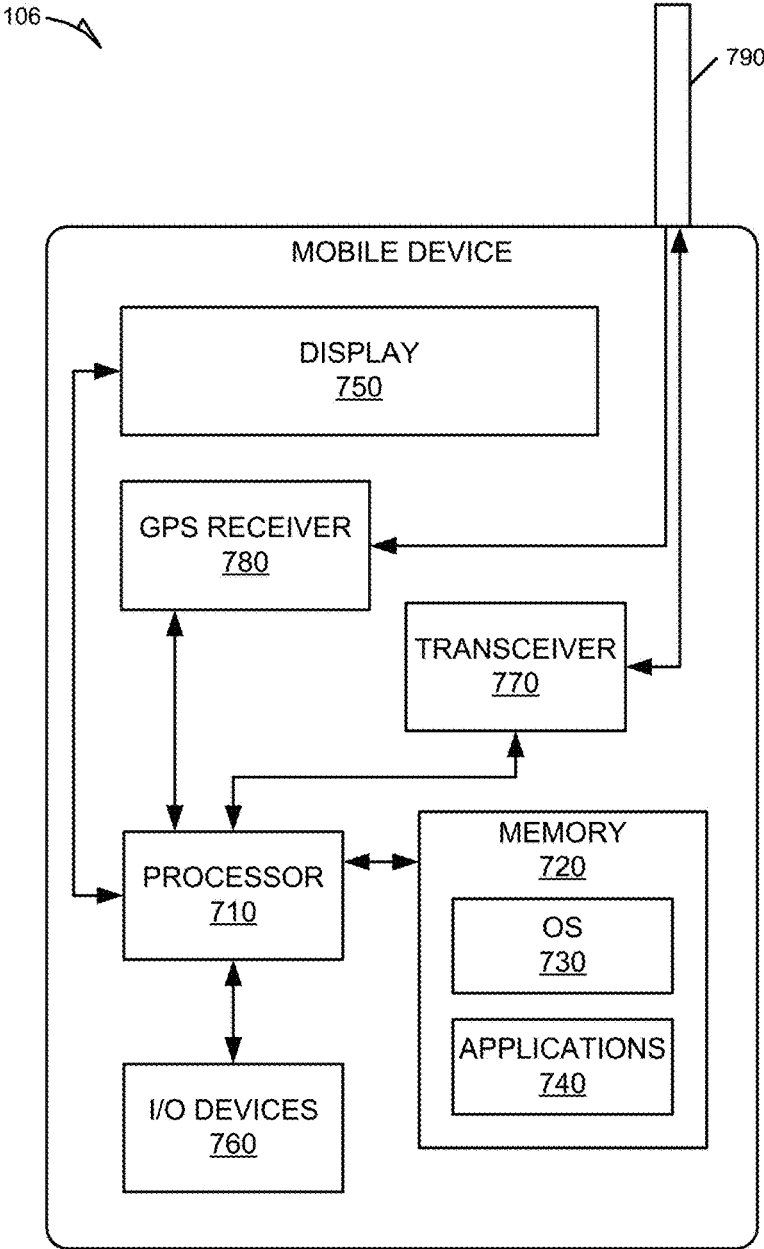 106
790
MOBILE DEVICE
DISPLAY
750
GPS RECEIVER
780
TRANSCEIVER
770
PROCESSOR
710
MEMORY
720
OS
730
APPLICATIONS
740
I/O DEVICES
760